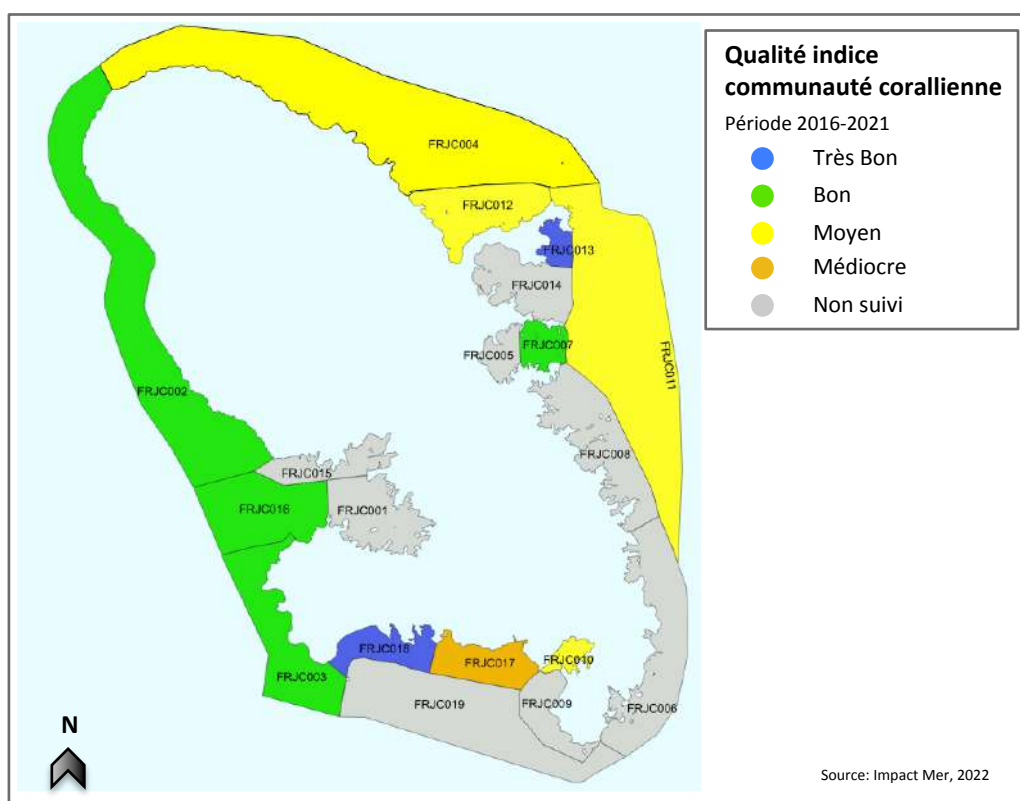 Qualité indice
communauté corallienne
Période 2016-2021
Très Bon
Bon
Moyen
Médiocre
Non suivi
FRJC004
FRJC012
FRJC013
FRJC014
FRJC007
FRJC005
FRJC011
FRJC002
FRJC008
FRJC015
FRJC016
FRJC001
FRJC018
FRJC017
FRJC010
FRJC003
FRJC019
FRJC009
FRJC006
N
Source: Impact Mer, 2022